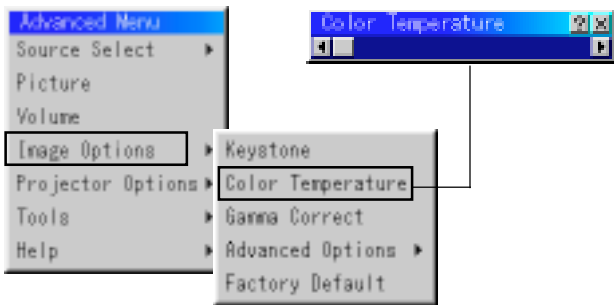 Advanced Menu
Source Select
Picture
Volume
Image Options
Projector Options
Tools
Help
Keystone
Color Temperature
Gamma Correct
Advanced Options
Factory Default
Color Temperature ?